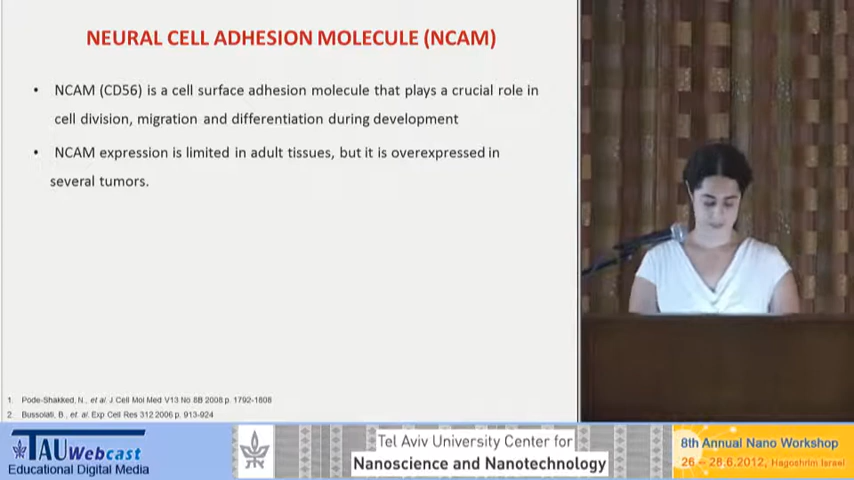 NEURAL CELL ADHESION MOLECULE (NCAM)
• NCAM (CD56) is a cell surface adhesion molecule that plays a crucial role in
cell division, migration and differentiation during development
• NCAM expression is limited in adult tissues, but it is overexpressed in
several tumors.
1. Pode-Shakked, N., et al. J Cell Mol Med V13 No 8B 2008 p. 1792-1808
2. Bussolati, B., et. al. Exp Cell Res 312 2006 p. 913-924
TAU Webcast
Educational Digital Media
Tel Aviv University Center for
Nanoscience and Nanotechnology
8th Annual Nano Workshop
26 – 28.6.2012, Hagoshrim Israel